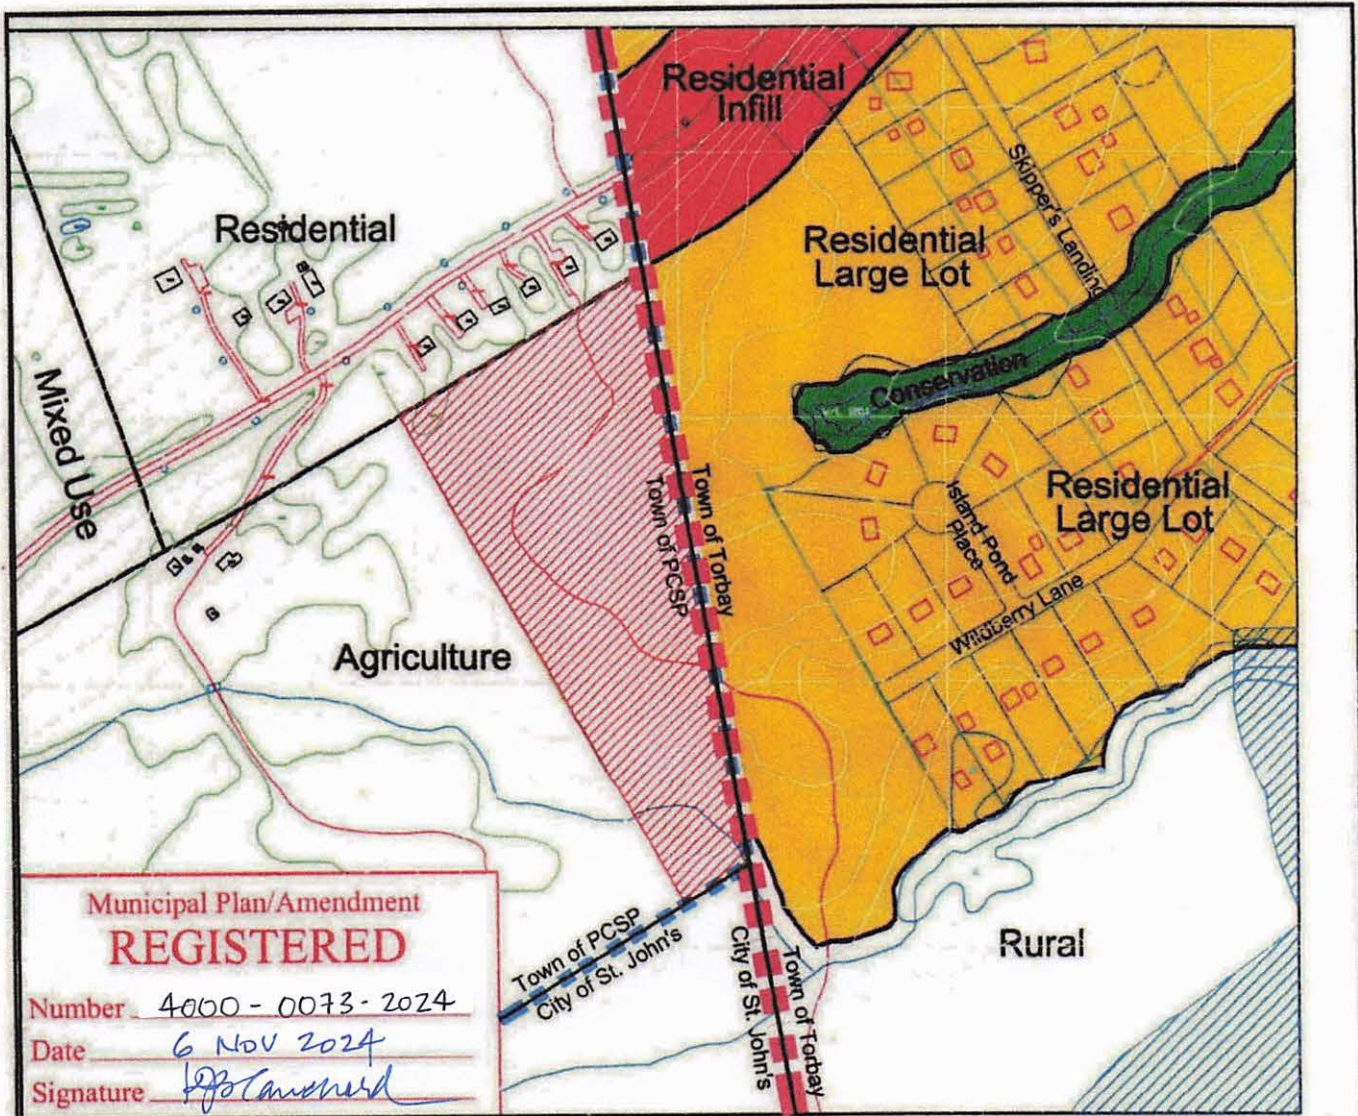 Residential
Infill
Residential
Residential
Large Lot
Skipper's Landing
Mixed Use
Conservation
Residential
Large Lot
Town of Torbay
Town of PCSP
Island Pond
Place
Wildberry Lane
Agriculture
Rural
Municipal Plan/Amendment
REGISTERED
Number 4000-0073-2024
Date 6 NOV 2024
Signature
Town of PCSP
City of St. John's
Town of Torbay
City of St. John's